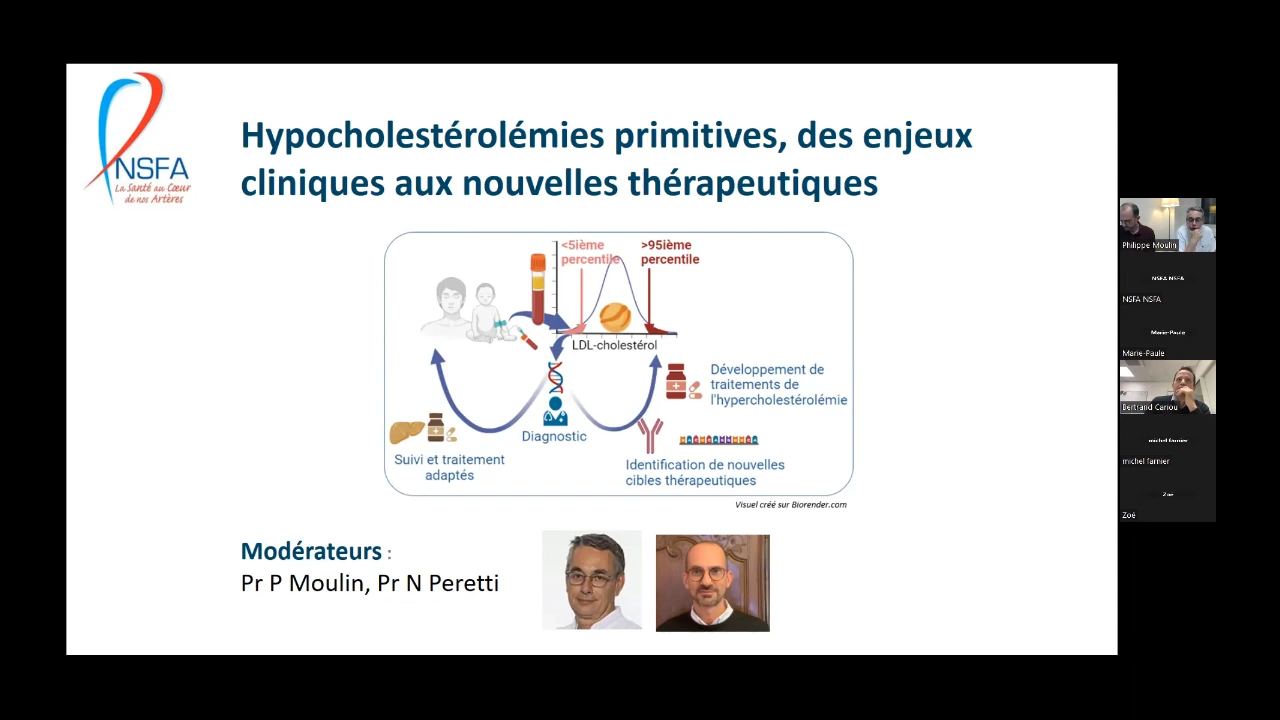 NSFA
La Santé au Cœur
de nos Artères
Hypocholestérolémies primitives, des enjeux
cliniques aux nouvelles thérapeutiques
<5ième
percentile
>95ième
percentile
LDL-cholestérol
Développement de
traitements de
l'hypercholestérolémie
Diagnostic
Suivi et traitement
adaptés
Identification de nouvelles
cibles thérapeutiques
Visuel créé sur Biorender.com
Modérateurs :
Pr P Moulin, Pr N Peretti
Philippe Moulin
NSFA NSFA
NSFA NSFA
Marie-Paule
Marie-Paule
Bertrand Cariou
michel farnier
michel farnier
Zoé
Zoé